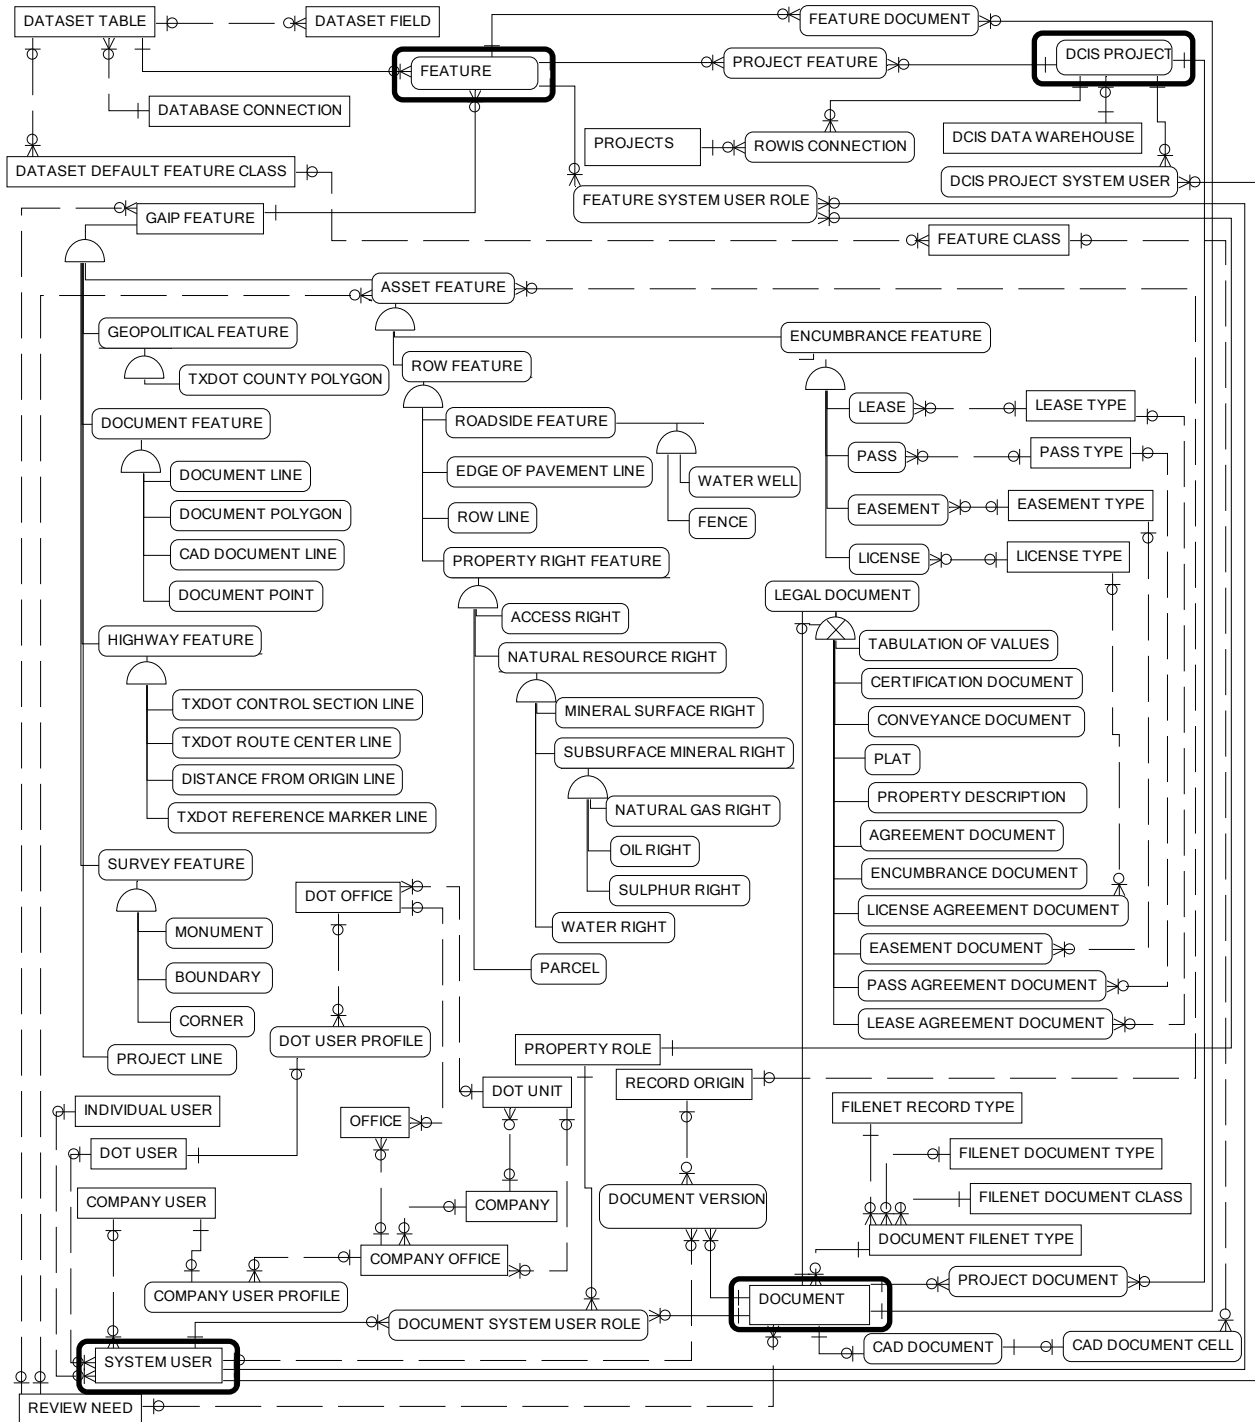 DATASET TABLE
DATASET FIELD
FEATURE DOCUMENT
FEATURE
PROJECT FEATURE
DCIS PROJECT
DATABASE CONNECTION
PROJECTS
ROWIS CONNECTION
DCIS DATA WAREHOUSE
DATASET DEFAULT FEATURE CLASS
DCIS PROJECT SYSTEM USER
GAIP FEATURE
FEATURE SYSTEM USER ROLE
FEATURE CLASS
ASSET FEATURE
GEOPOLITICAL FEATURE
ENCUMBRANCE FEATURE
TXDOT COUNTY POLYGON
ROW FEATURE
DOCUMENT FEATURE
ROADSIDE FEATURE
LEASE
LEASE TYPE
DOCUMENT LINE
EDGE OF PAVEMENT LINE
WATER WELL
PASS
PASS TYPE
DOCUMENT POLYGON
ROW LINE
FENCE
EASEMENT
EASEMENT TYPE
CAD DOCUMENT LINE
PROPERTY RIGHT FEATURE
LICENSE
LICENSE TYPE
DOCUMENT POINT
LEGAL DOCUMENT
ACCESS RIGHT
HIGHWAY FEATURE
NATURAL RESOURCE RIGHT
TABULATION OF VALUES
CERTIFICATION DOCUMENT
TXDOT CONTROL SECTION LINE
MINERAL SURFACE RIGHT
CONVEYANCE DOCUMENT
TXDOT ROUTE CENTER LINE
SUBSURFACE MINERAL RIGHT
PLAT
DISTANCE FROM ORIGIN LINE
PROPERTY DESCRIPTION
TXDOT REFERENCE MARKER LINE
NATURAL GAS RIGHT
AGREEMENT DOCUMENT
SURVEY FEATURE
OIL RIGHT
ENCUMBRANCE DOCUMENT
DOT OFFICE
SULPHUR RIGHT
LICENSE AGREEMENT DOCUMENT
MONUMENT
WATER RIGHT
EASEMENT DOCUMENT
BOUNDARY
PARCEL
PASS AGREEMENT DOCUMENT
CORNER
LEASE AGREEMENT DOCUMENT
PROJECT LINE
DOT USER PROFILE
PROPERTY ROLE
INDIVIDUAL USER
DOT UNIT
RECORD ORIGIN
FILENET RECORD TYPE
OFFICE
DOT USER
FILENET DOCUMENT TYPE
COMPANY USER
COMPANY
DOCUMENT VERSION
FILENET DOCUMENT CLASS
COMPANY OFFICE
DOCUMENT FILENET TYPE
COMPANY USER PROFILE
DOCUMENT
PROJECT DOCUMENT
DOCUMENT SYSTEM USER ROLE
CAD DOCUMENT
CAD DOCUMENT CELL
SYSTEM USER
REVIEW NEED